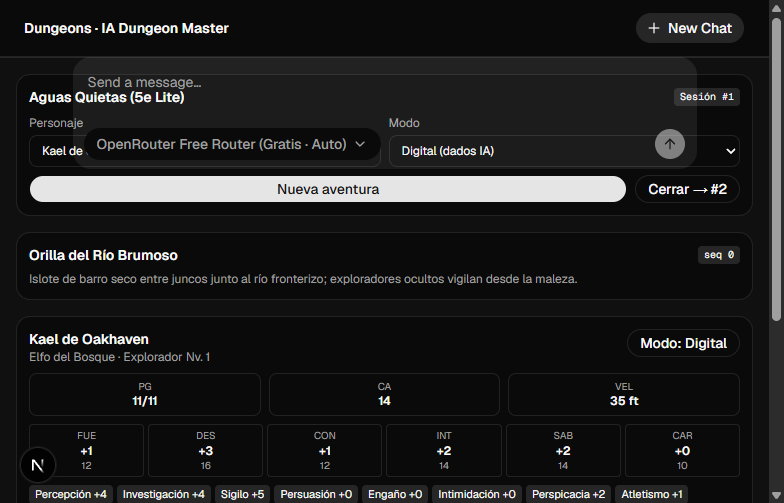 Dungeons · IA Dungeon Master
+ New Chat
Send a message...
Aguas Quietas (5e Lite)
Sesión #1
Personaje
Modo
Kael de
OpenRouter Free Router (Gratis · Auto)
Digital (dados IA)
Nueva aventura
Cerrar → #2
Orilla del Río Brumoso
seq 0
Islote de barro seco entre juncos junto al río fronterizo; exploradores ocultos vigilan desde la maleza.
Kael de Oakhaven
Elfo del Bosque · Explorador Nv. 1
Modo: Digital
PG
11/11
CA
14
VEL
35 ft
FUE
+1
12
DES
+3
16
CON
+1
12
INT
+2
14
SAB
+2
14
CAR
+0
10
N
Percepción +4
Investigación +4
Sigilo +5
Persuasión +0
Engaño +0
Intimidación +0
Perspicacia +2
Atletismo +1